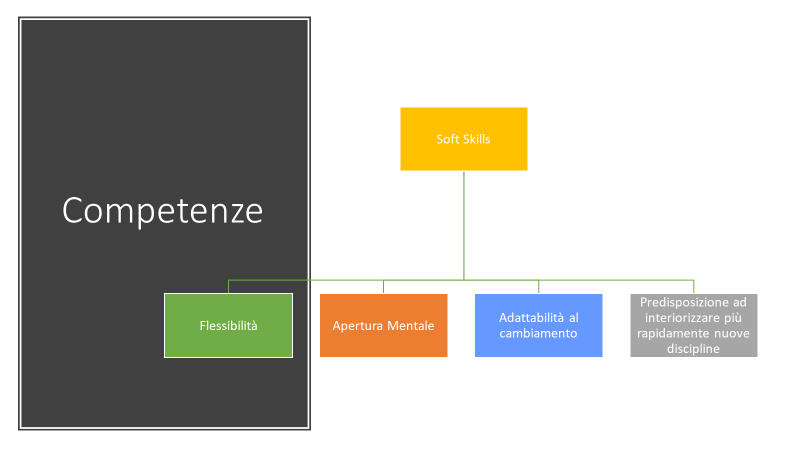 Competenze
Soft Skills
Flessibilità
Apertura Mentale
Adattabilità al
cambiamento
Predisposizione ad
interiorizzare più
rapidamente nuove
discipline